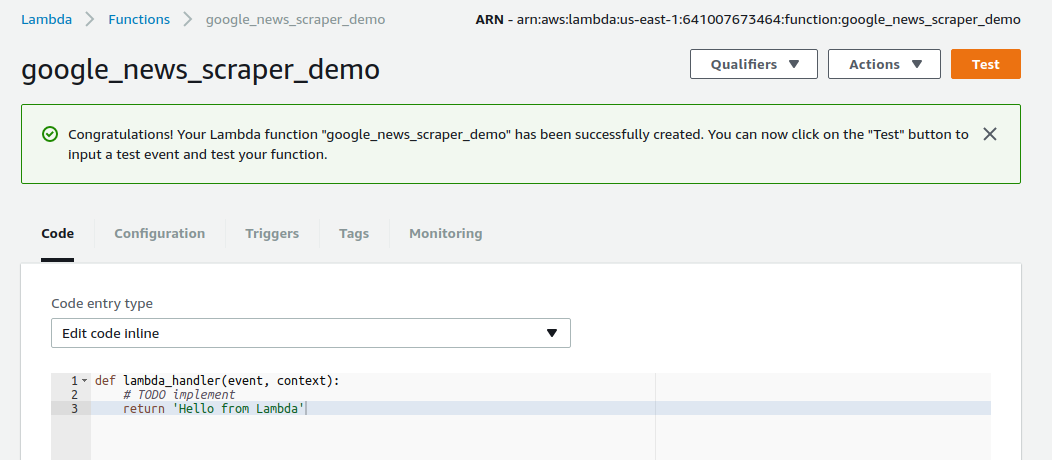 Lambda Functions google_news_scraper_demo ARN - arn:aws:lambda:us-east-1:641007673464:function:google_news_scraper_demo
google_news_scraper_demo Qualifiers Actions Test
Congratulations! Your Lambda function "google_news_scraper_demo" has been successfully created. You can now click on the "Test" button to
input a test event and test your function.
Code Configuration Triggers Tags Monitoring
Code entry type
Edit code inline
1 def lambda_handler(event, context):
2 # TODO implement
3 return 'Hello from Lambda'